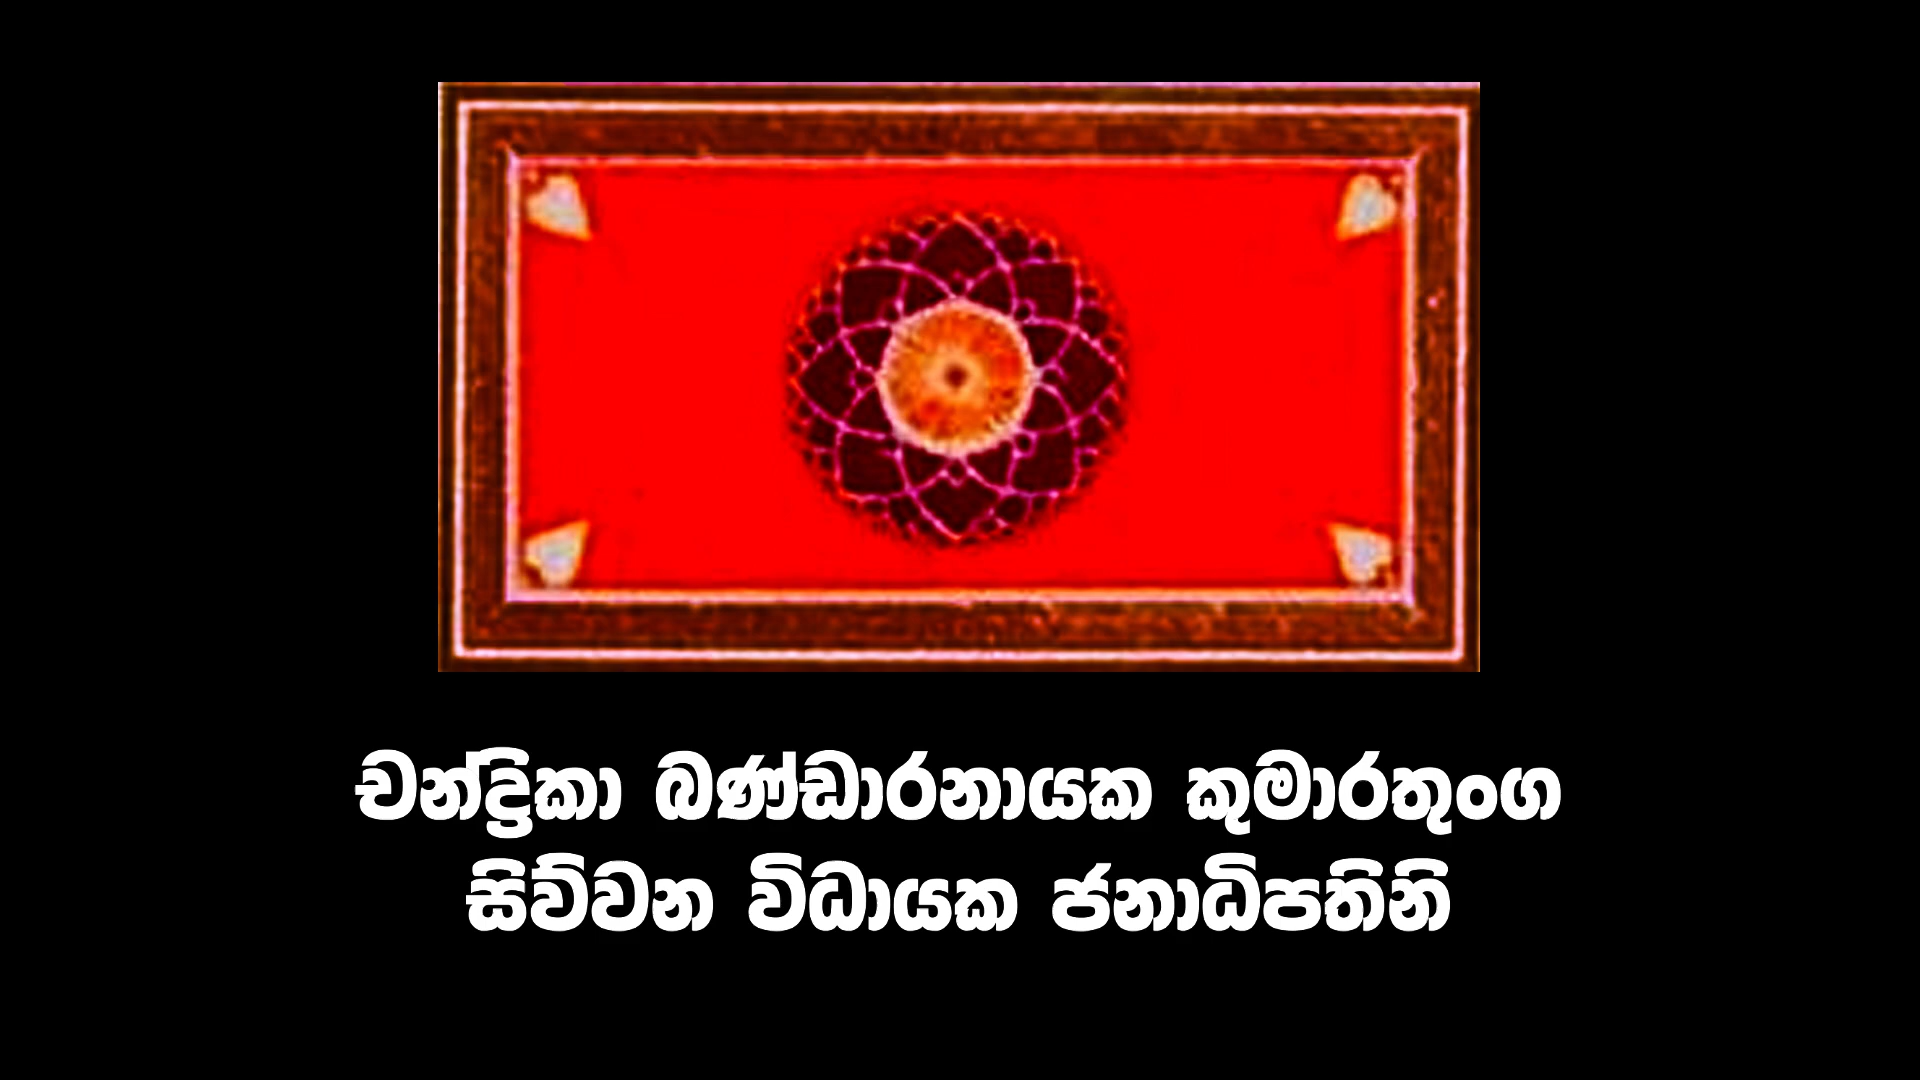 චන්ද්‍රිකා බණ්ඩාරනායක කුමාරතුංග
සිව්වන විධායක ජනාධිපතිනි